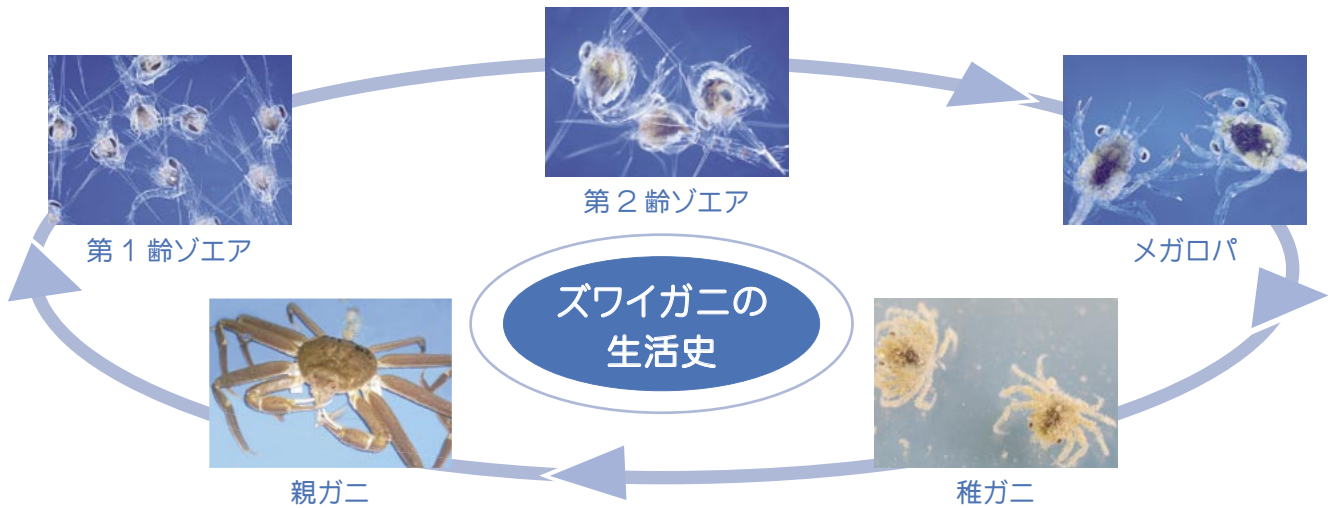 第1齢ゾエア
第2齢ゾエア
メガロパ
ズワイガニの
生活史
親ガニ
稚ガニ